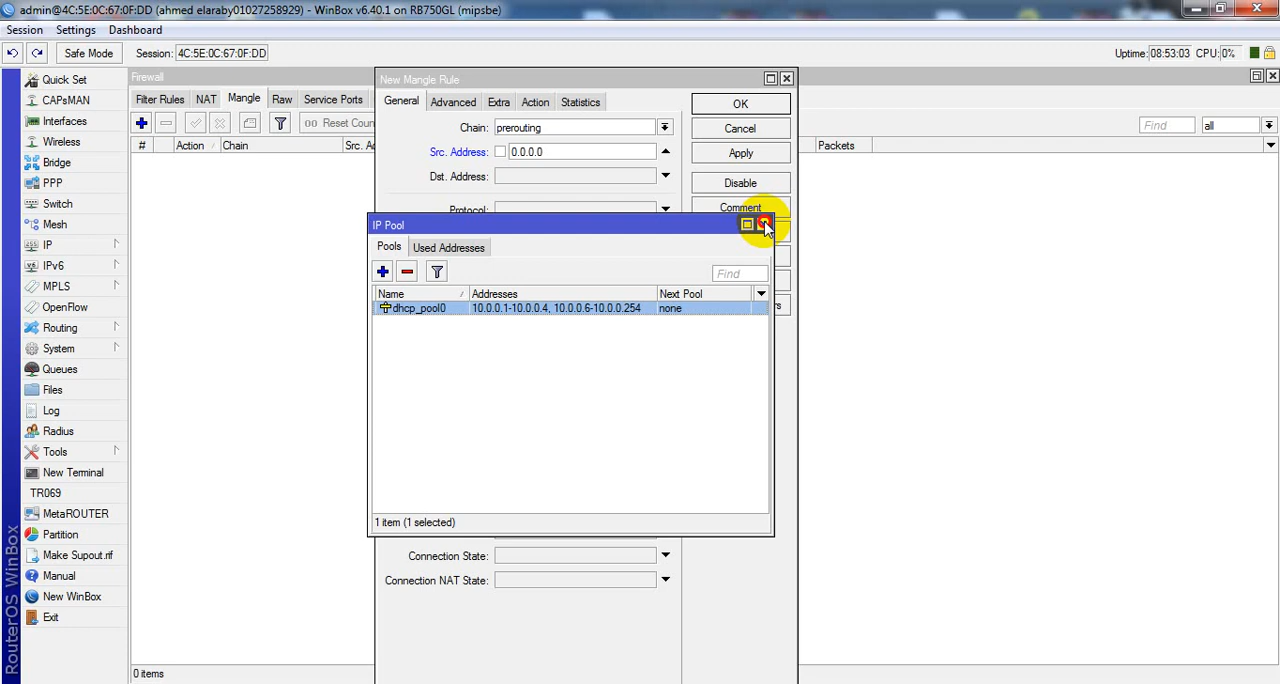 admin@4C:5E:0C:67:0F:DD (ahmed elaraby01027258929) - WinBox v6.40.1 on RB750GL (mipsbe)
Session Settings Dashboard
Safe Mode Session: 4C:5E:0C:67:0F:DD Uptime: 08:53:03 CPU: 0%
Quick Set
CAPsMAN
Interfaces
Wireless
Bridge
PPP
Switch
Mesh
IP
IPv6
MPLS
OpenFlow
Routing
System
Queues
Files
Log
Radius
Tools
New Terminal
TR069
MetaROUTER
Partition
Make Supout.rif
Manual
New WinBox
Exit
RouterOS WinBox
Firewall
Filter Rules NAT Mangle Raw Service Ports
00 Reset Coun
Find all
# Action Chain Src. Ad Packets
0 items
New Mangle Rule
General Advanced Extra Action Statistics
Chain: prerouting
Src. Address: 0.0.0.0
Dst. Address:
Protocol:
Connection State:
Connection NAT State:
OK
Cancel
Apply
Disable
Comment
IP Pool
Pools Used Addresses
Find
Name Addresses Next Pool
dhcp_pool0 10.0.0.1-10.0.0.4, 10.0.0.6-10.0.0.254 none
1 item (1 selected)